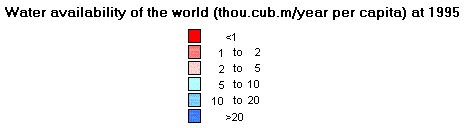 Water availability of the world (thou.cub.m/year per capita) at 1995
<1
1 to 2
2 to 5
5 to 10
10 to 20
>20